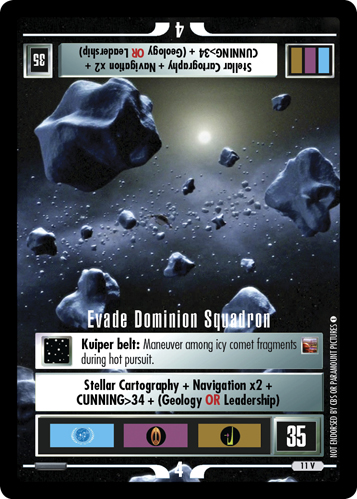 4
35
Stellar Cartography + Navigation x2 +
CUNNING>34 + (Geology OR Leadership)
Evade Dominion Squadron
Kuiper belt: Maneuver among icy comet fragments
during hot pursuit.
Stellar Cartography + Navigation x2 +
CUNNING>34 + (Geology OR Leadership)
35
4
11 V
NOT ENDORSED BY CBS OR PARAMOUNT PICTURES